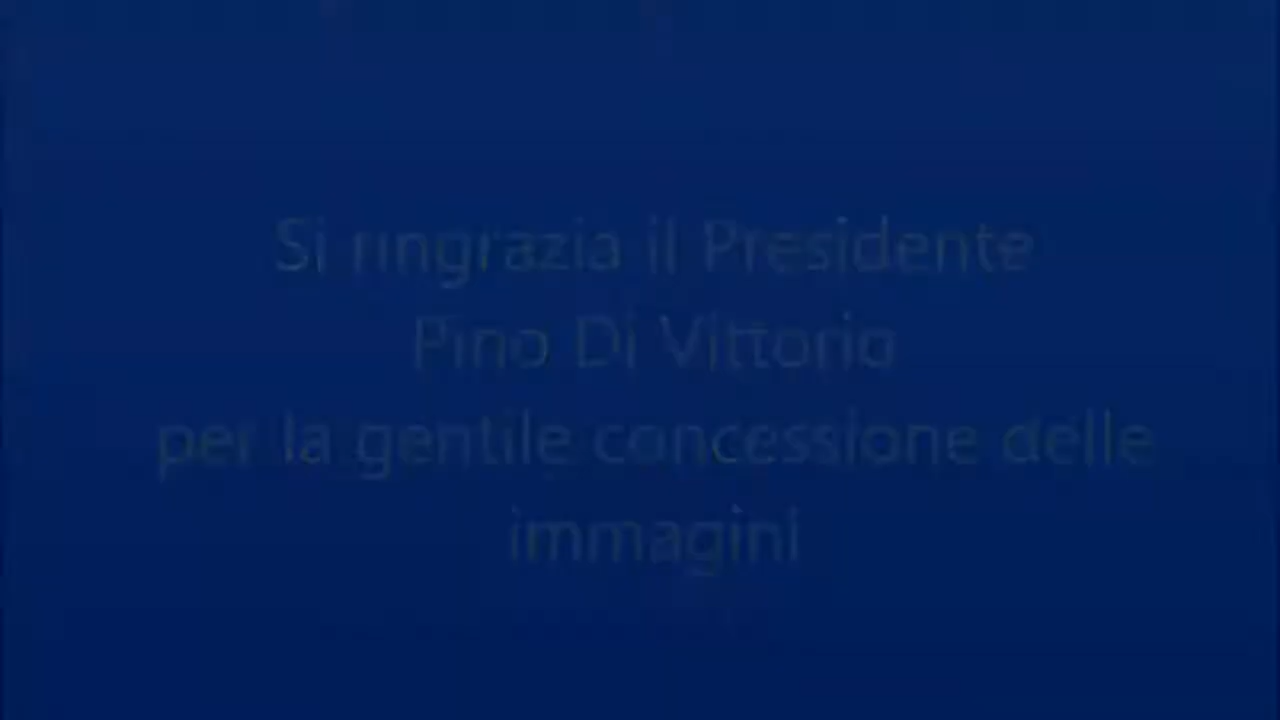 Si ringrazia il Presidente
Pino Di Vittorio
per la gentile concessione delle
immagini